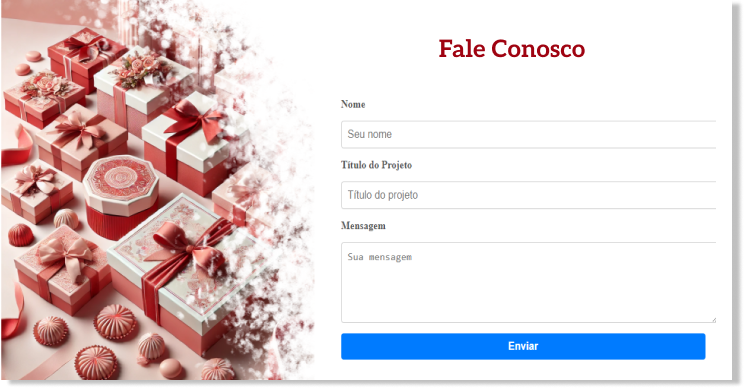 Fale Conosco
Nome
Seu nome
Título do Projeto
Título do projeto
Mensagem
Sua mensagem
Enviar